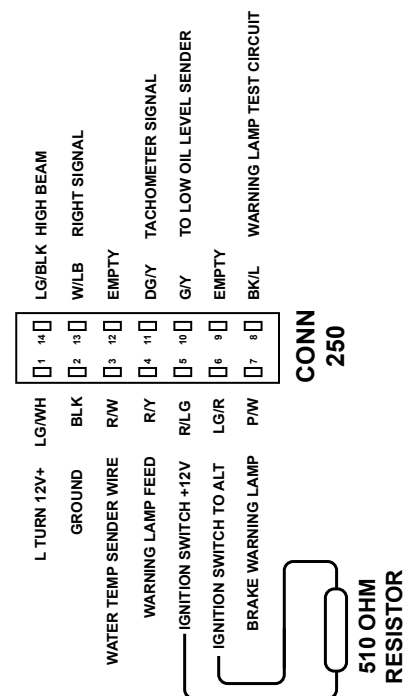 L TURN 12V+ LG/WH 1 14 LG/BLK HIGH BEAM
GROUND BLK 2 13 W/LB RIGHT SIGNAL
WATER TEMP SENDER WIRE R/W 3 12 EMPTY
WARNING LAMP FEED R/Y 4 11 DG/Y TACHOMETER SIGNAL
IGNITION SWITCH +12V R/LG 5 10 G/Y TO LOW OIL LEVEL SENDER
IGNITION SWITCH TO ALT LG/R 6 9 EMPTY
BRAKE WARNING LAMP P/W 7 8 BK/L WARNING LAMP TEST CIRCUIT
CONN
250
510 OHM
RESISTOR